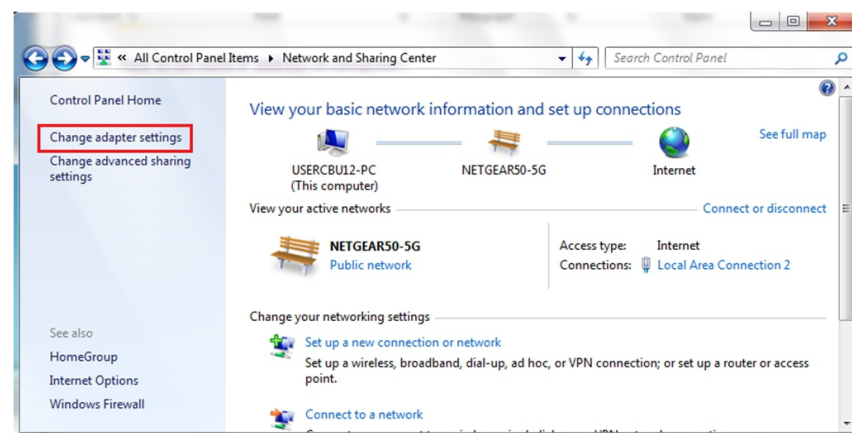 « All Control Panel Items ▸ Network and Sharing Center
Search Control Panel
Control Panel Home
Change adapter settings
Change advanced sharing
settings
See also
HomeGroup
Internet Options
Windows Firewall
View your basic network information and set up connections
See full map
USERCBU12-PC
(This computer)
NETGEAR50-5G
Internet
View your active networks
Connect or disconnect
NETGEAR50-5G
Public network
Access type: Internet
Connections: Local Area Connection 2
Change your networking settings
Set up a new connection or network
Set up a wireless, broadband, dial-up, ad hoc, or VPN connection; or set up a router or access
point.
Connect to a network